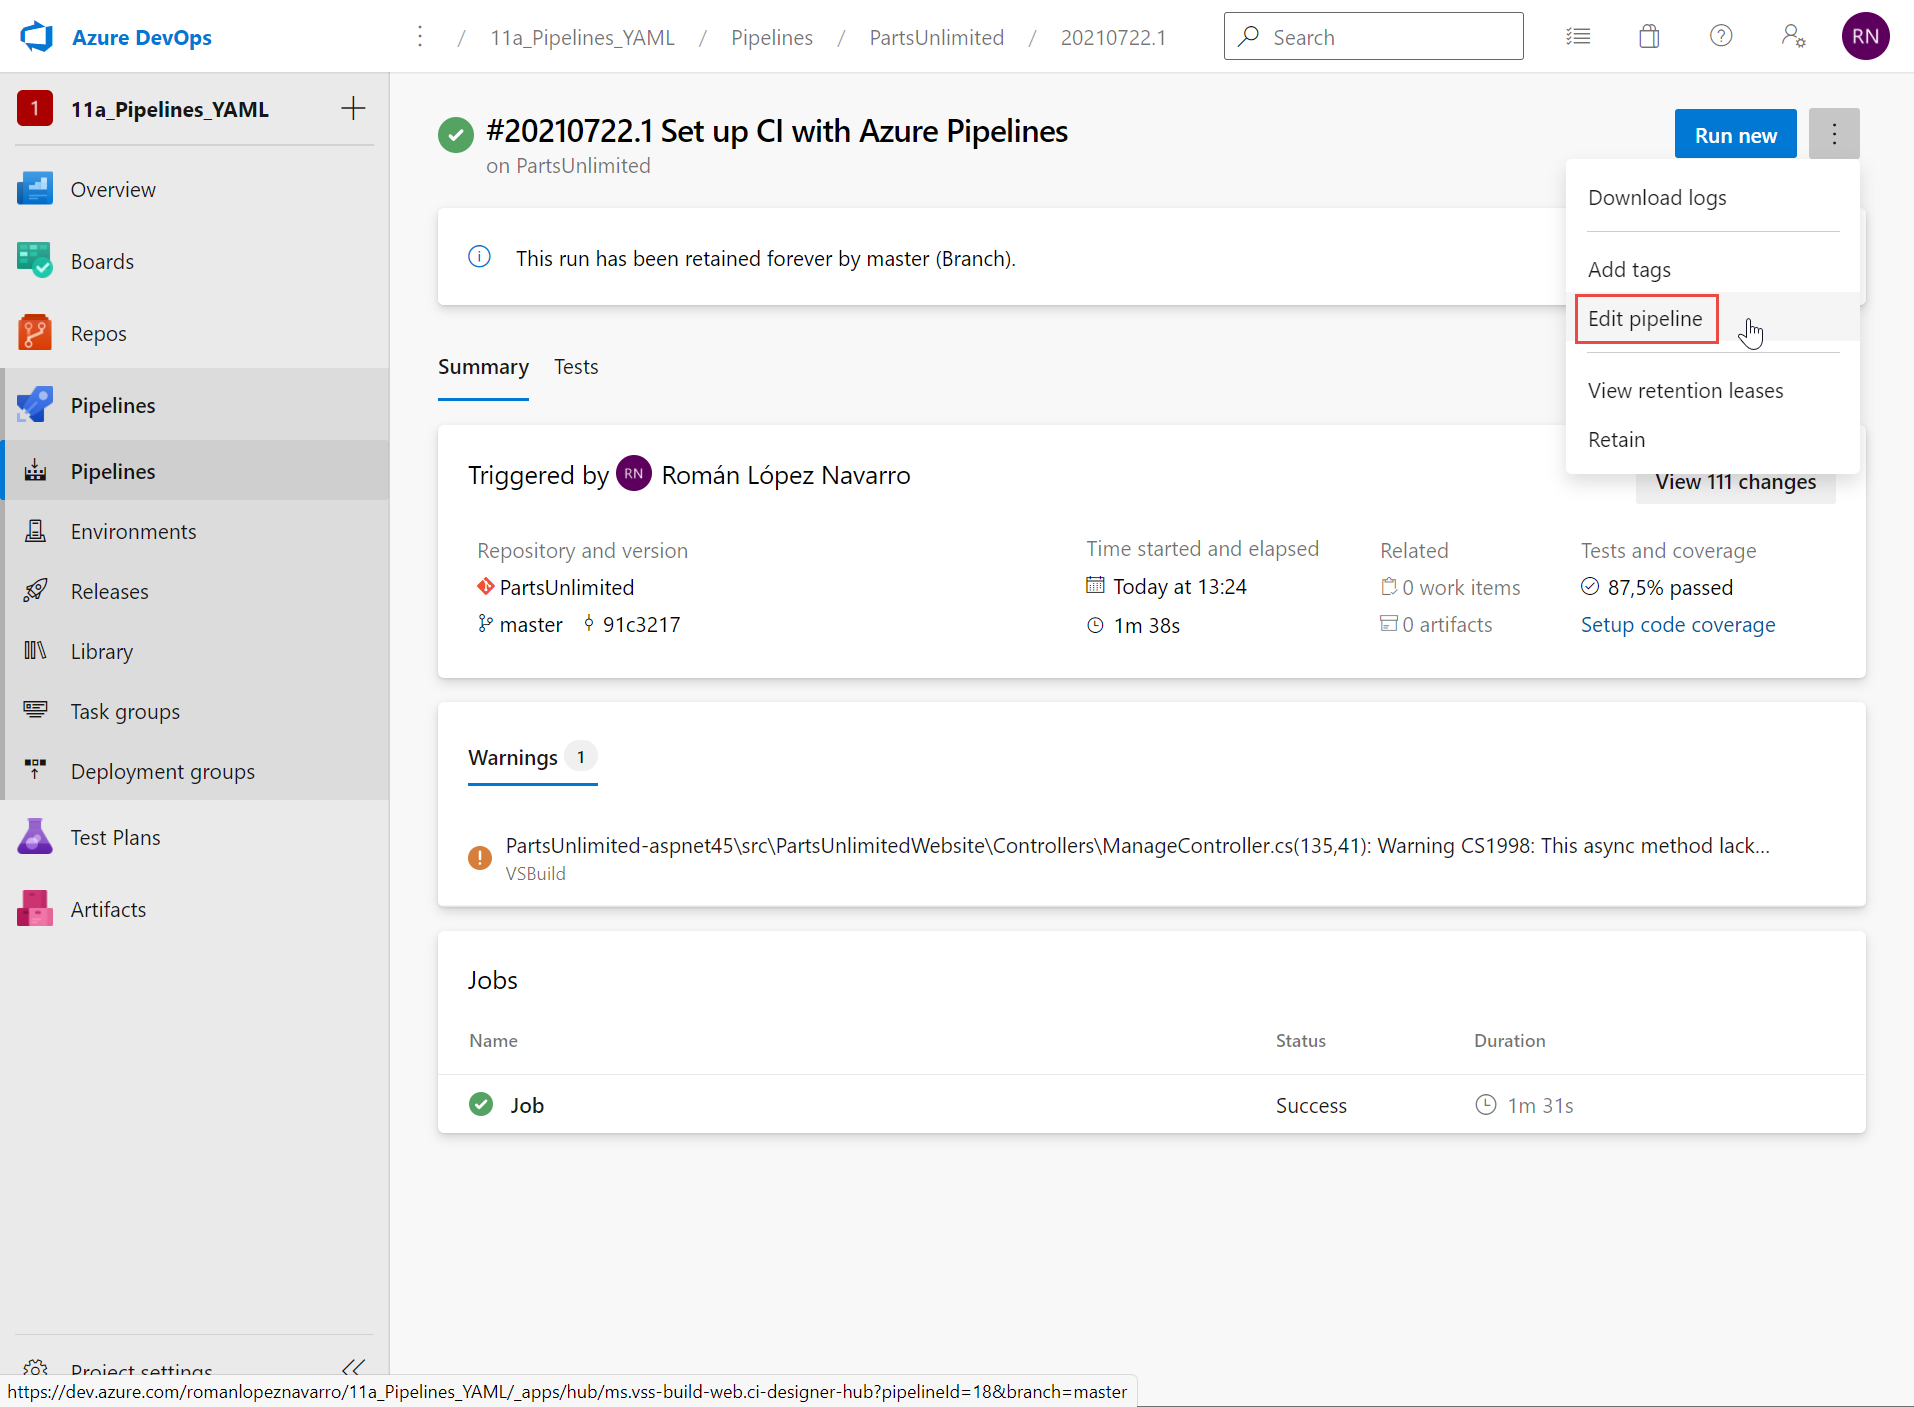 Azure DevOps
/ 11a_Pipelines_YAML / Pipelines / PartsUnlimited / 20210722.1
Search
RN
1 11a_Pipelines_YAML
Overview
Boards
Repos
Pipelines
Pipelines
Environments
Releases
Library
Task groups
Deployment groups
Test Plans
Artifacts
Project settings
#20210722.1 Set up CI with Azure Pipelines
on PartsUnlimited
Run new
Download logs
Add tags
Edit pipeline
View retention leases
Retain
This run has been retained forever by master (Branch).
Summary Tests
Triggered by RN Román López Navarro
View 111 changes
Repository and version
PartsUnlimited
master 91c3217
Time started and elapsed
Today at 13:24
1m 38s
Related
0 work items
0 artifacts
Tests and coverage
87,5% passed
Setup code coverage
Warnings 1
PartsUnlimited-aspnet45\src\PartsUnlimitedWebsite\Controllers\ManageController.cs(135,41): Warning CS1998: This async method lack...
VSBuild
Jobs
Name Status Duration
Job Success 1m 31s
https://dev.azure.com/romanlopeznavarro/11a_Pipelines_YAML/_apps/hub/ms.vss-build-web.ci-designer-hub?pipelineId=18&branch=master